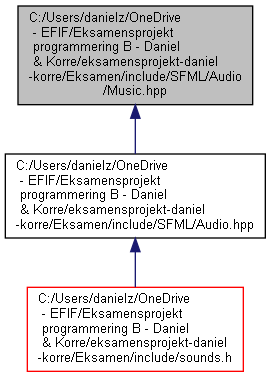 C:/Users/danielz/OneDrive
- EFIF/Eksamensprojekt
programmering B - Daniel
& Korre/eksamensprojekt-daniel
-korre/Eksamen/include/SFML/Audio
/Music.hpp
C:/Users/danielz/OneDrive
- EFIF/Eksamensprojekt
programmering B - Daniel
& Korre/eksamensprojekt-daniel
-korre/Eksamen/include/SFML/Audio.hpp
C:/Users/danielz/OneDrive
- EFIF/Eksamensprojekt
programmering B - Daniel
& Korre/eksamensprojekt-daniel
-korre/Eksamen/include/sounds.h